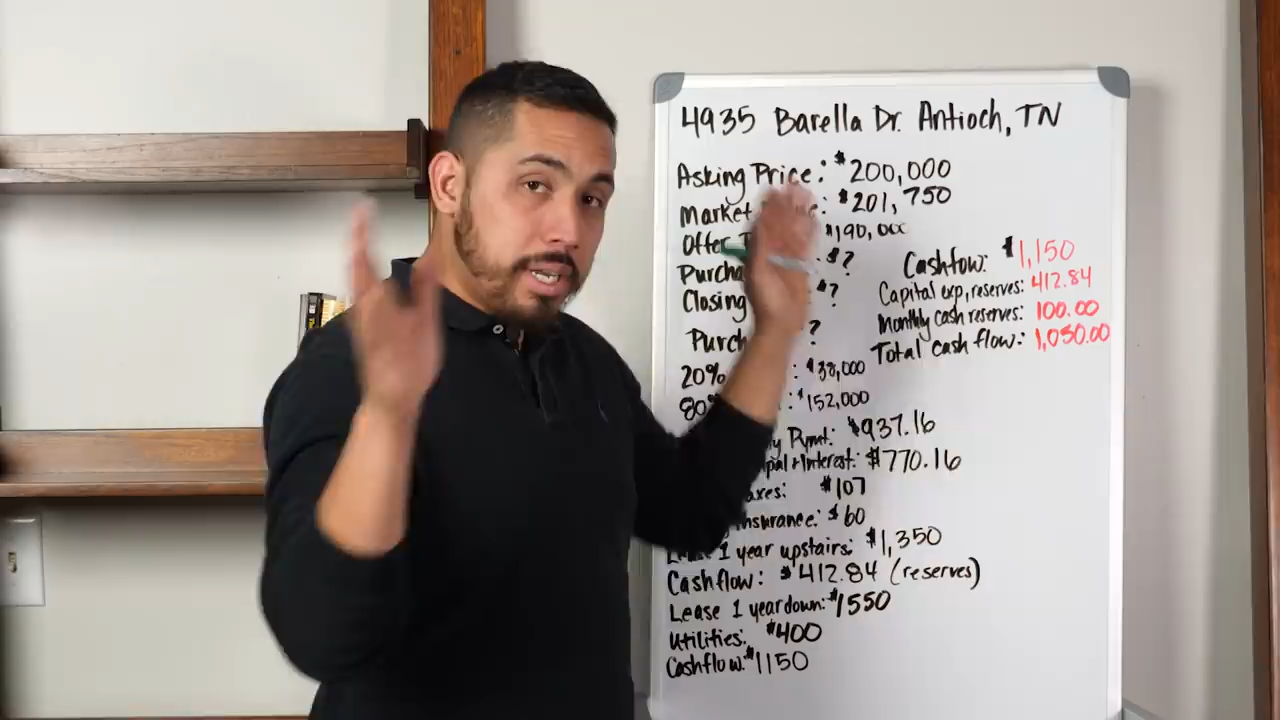 4935 Barella Dr. Antioch, TN
Asking Price: $200,000
Market : $201,750
Offer $190,000
$?
Closing $?
?
20% : $38,000
: $152,000
Pymt: $937.16
Interest: $770.16
$107
Insurance: $60
1 year upstairs: $1,350
Cashflow: $412.84 (reserves)
Lease 1 year down: $1550
Utilities: $400
Cashflow: $1150
Cashflow: $1,150
Capital exp, reserves: 412.84
Monthly cash reserves: 100.00
Total cash flow: 1,050.00